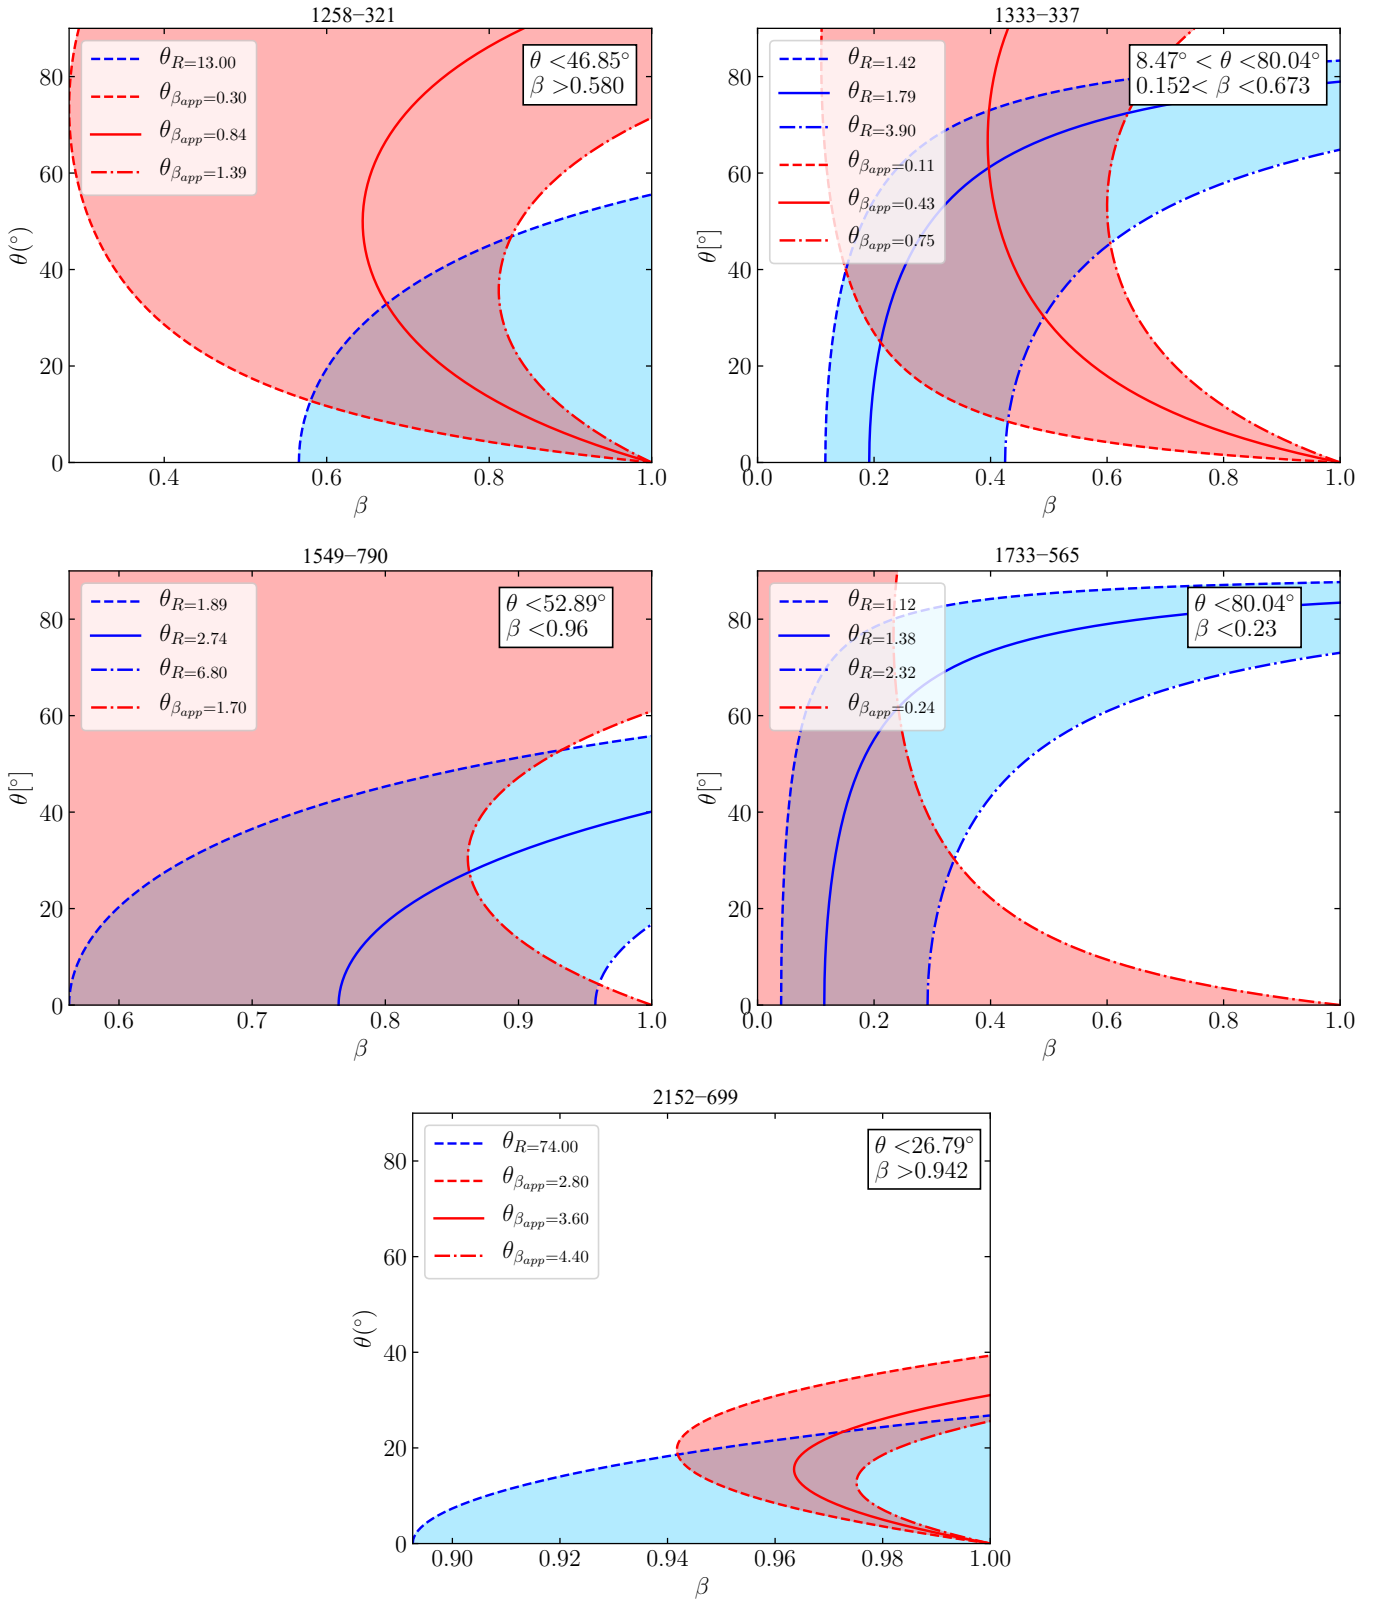 1258−321
θ_{R=13.00}
θ_{β_{app}=0.30}
θ_{β_{app}=0.84}
θ_{β_{app}=1.39}
θ <46.85°
β >0.580
80
60
40
20
0
θ(°)
0.4 0.6 0.8 1.0
β
1333−337
θ_{R=1.42}
θ_{R=1.79}
θ_{R=3.90}
θ_{β_{app}=0.11}
θ_{β_{app}=0.43}
θ_{β_{app}=0.75}
8.47° < θ <80.04°
0.152< β <0.673
80
60
40
20
0
θ[°]
0.0 0.2 0.4 0.6 0.8 1.0
β
1549−790
θ_{R=1.89}
θ_{R=2.74}
θ_{R=6.80}
θ_{β_{app}=1.70}
θ <52.89°
β <0.96
80
60
40
20
0
θ[°]
0.6 0.7 0.8 0.9 1.0
β
1733−565
θ_{R=1.12}
θ_{R=1.38}
θ_{R=2.32}
θ_{β_{app}=0.24}
θ <80.04°
β <0.23
80
60
40
20
0
θ[°]
0.0 0.2 0.4 0.6 0.8 1.0
β
2152−699
θ_{R=74.00}
θ_{β_{app}=2.80}
θ_{β_{app}=3.60}
θ_{β_{app}=4.40}
θ <26.79°
β >0.942
80
60
40
20
0
θ(°)
0.90 0.92 0.94 0.96 0.98 1.00
β